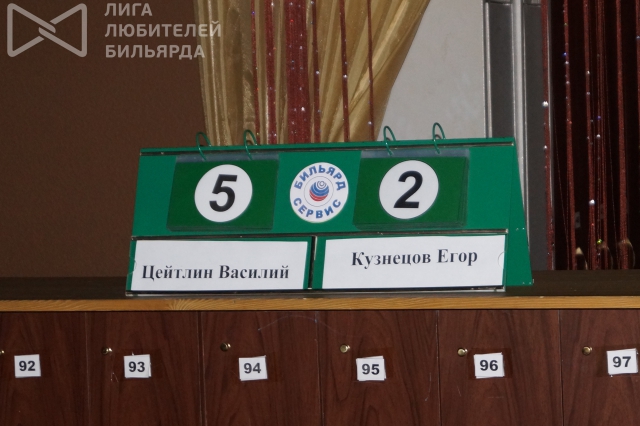 ЛИГА
ЛЮБИТЕЛЕЙ
БИЛЬЯРДА
5 2
БИЛЬЯРД
СЕРВИС
Цейтлин Василий
Кузнецов Егор
92 93 94 95 96 97